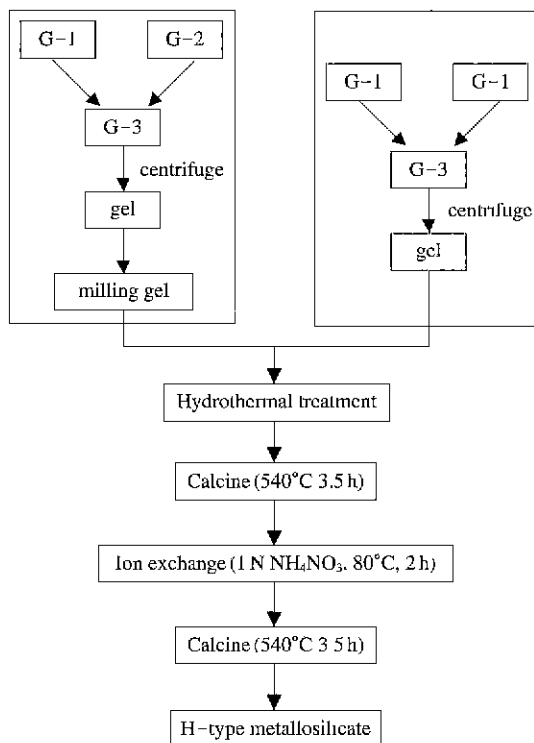 G-1
G-2
G-3
centrifuge
gel
milling gel
G-1
G-1
G-3
centrifuge
gel
Hydrothermal treatment
Calcine (540°C 3.5 h)
Ion exchange (1 N NH₄NO₃. 80°C, 2 h)
Calcine (540°C 3 5 h)
H-type metallosilicate